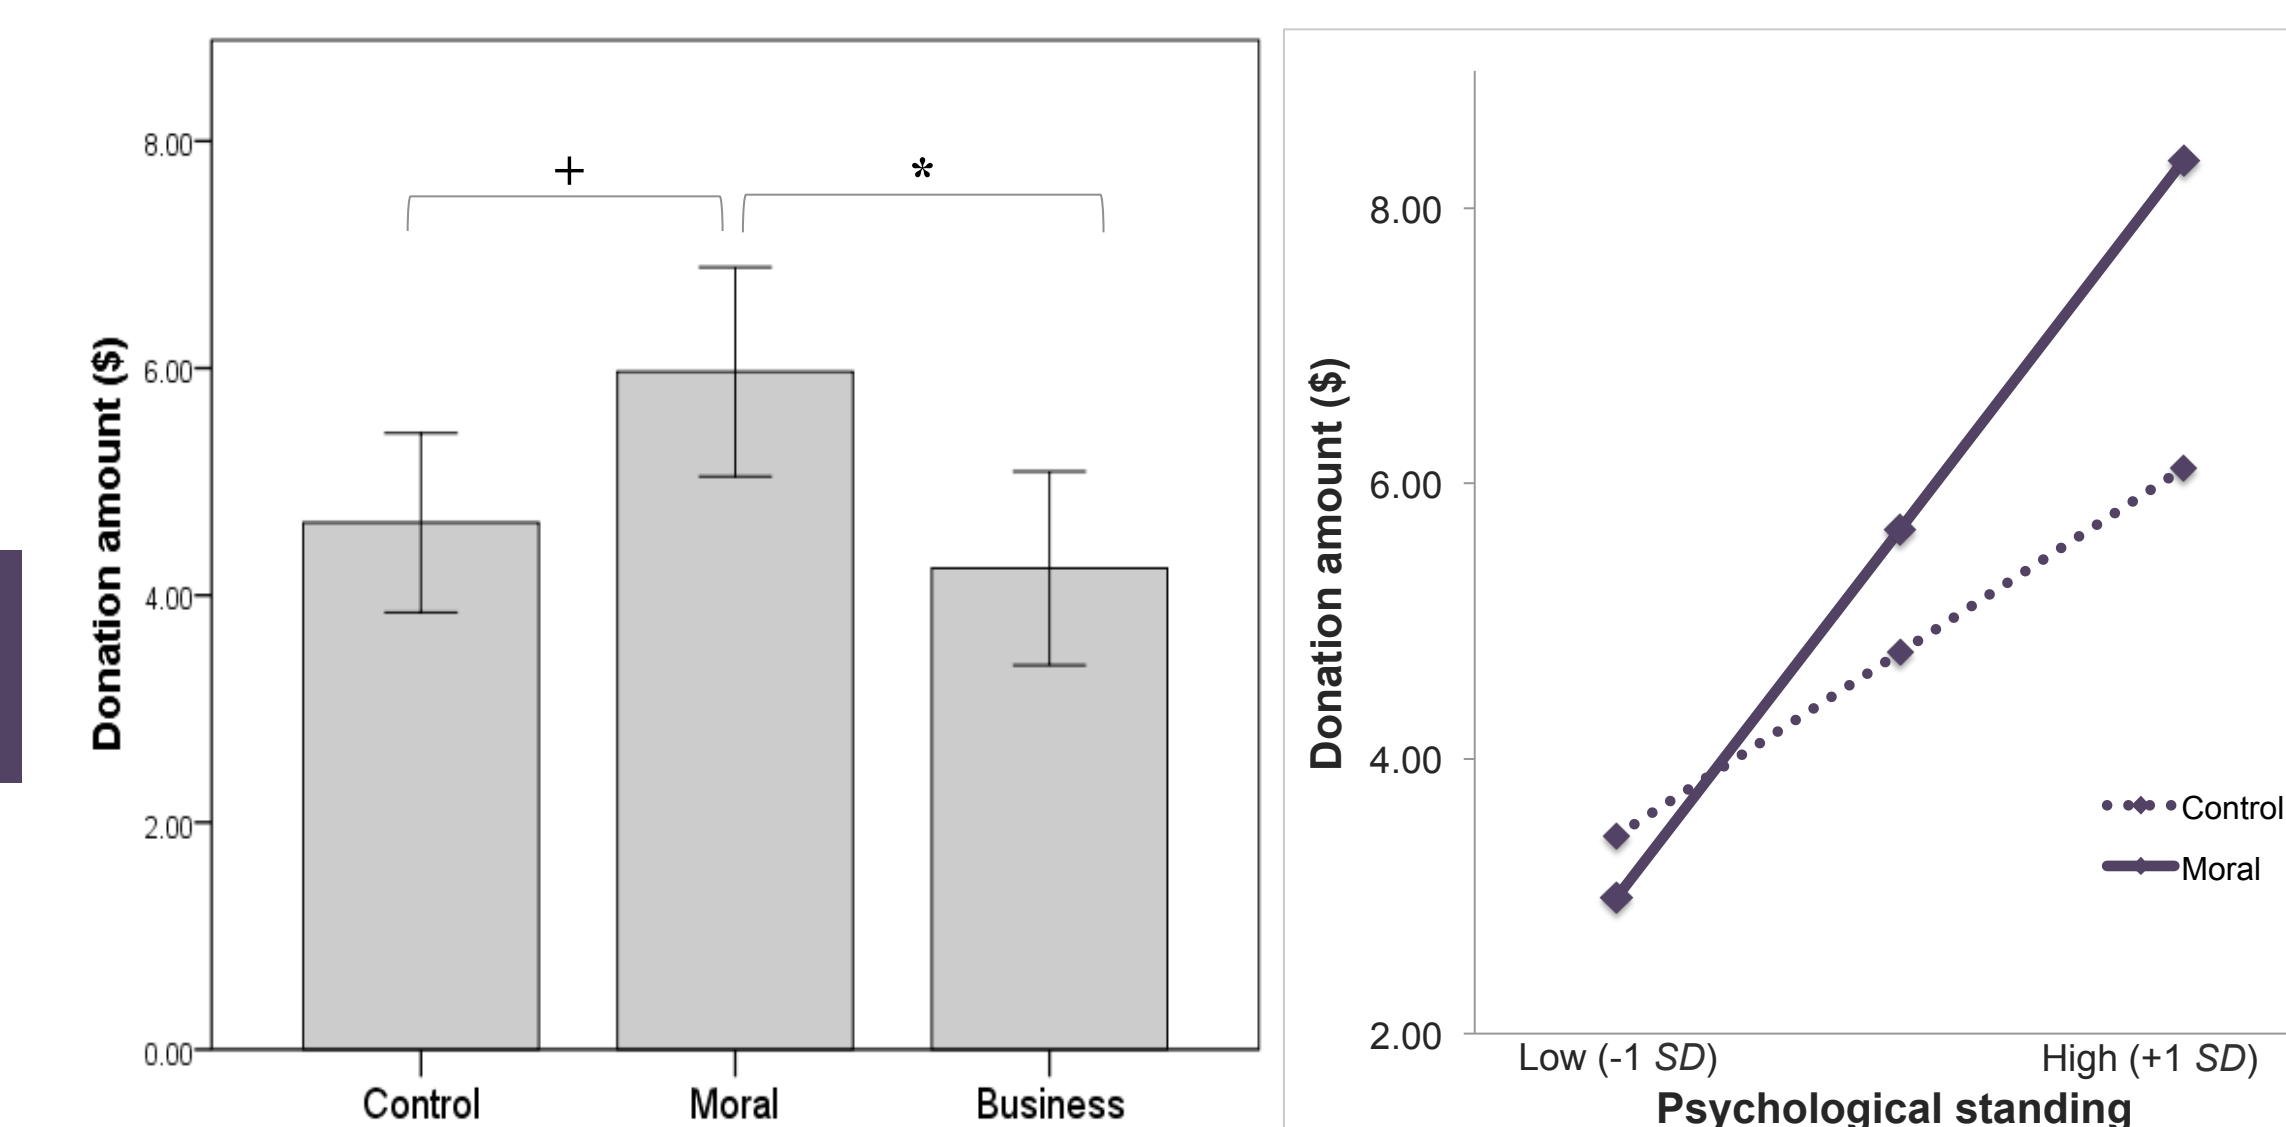 Donation amount ($)
8.00
6.00
4.00
2.00
0.00
+
*
Control
Moral
Business
Donation amount ($)
8.00
6.00
4.00
2.00
Control
Moral
Low (-1 SD)
High (+1 SD)
Psychological standing